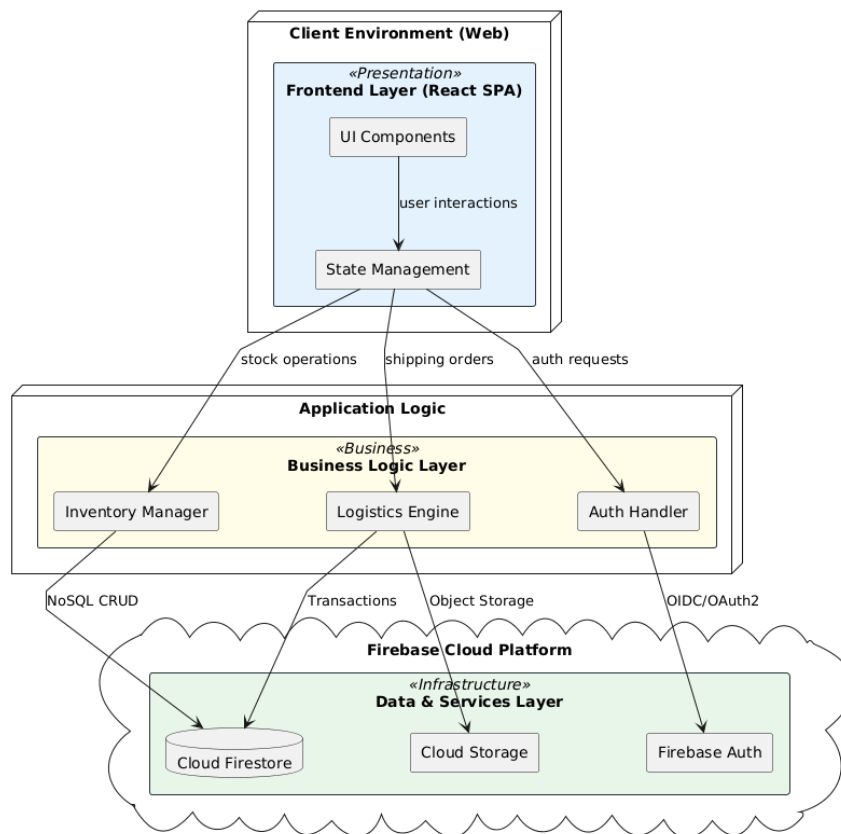 Client Environment (Web)
«Presentation»
Frontend Layer (React SPA)
UI Components
user interactions
State Management
stock operations
shipping orders
auth requests
Application Logic
«Business»
Business Logic Layer
Inventory Manager
Logistics Engine
Auth Handler
NoSQL CRUD
Transactions
Object Storage
OIDC/OAuth2
Firebase Cloud Platform
«Infrastructure»
Data & Services Layer
Cloud Firestore
Cloud Storage
Firebase Auth